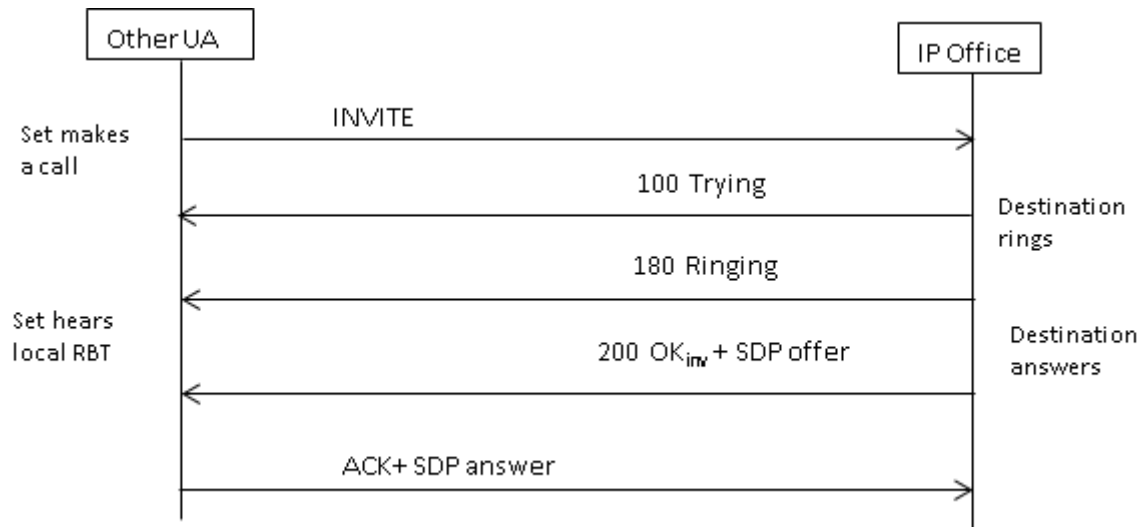 Other UA
IP Office
INVITE
Set makes
a call
100 Trying
Destination
rings
180 Ringing
Set hears
local RBT
Destination
answers
200 OKinv + SDP offer
ACK+ SDP answer